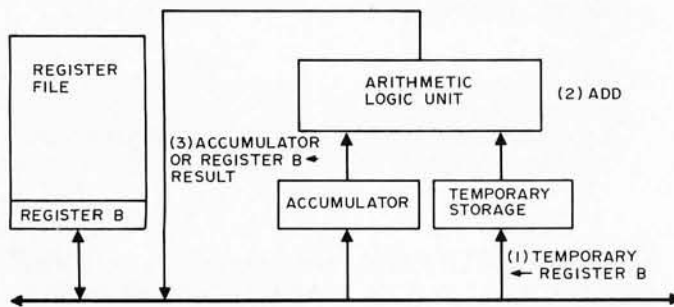 REGISTER
FILE
REGISTER B
ARITHMETIC
LOGIC UNIT
(2) ADD
(3) ACCUMULATOR
OR REGISTER B ←
RESULT
ACCUMULATOR
TEMPORARY
STORAGE
(1) TEMPORARY
← REGISTER B